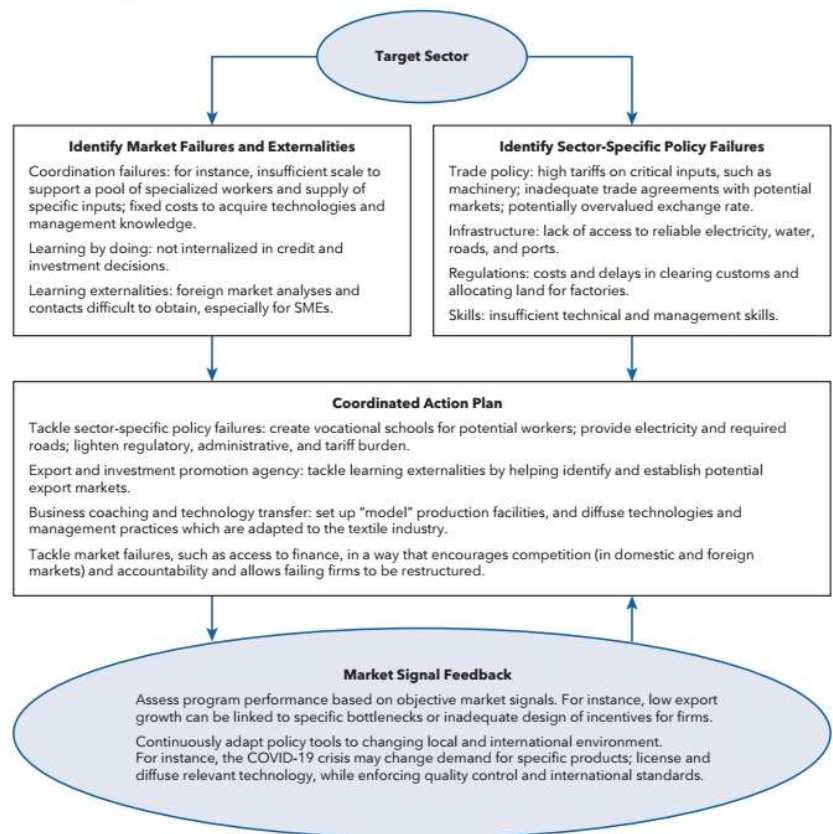 Target Sector
Identify Market Failures and Externalities
Coordination failures: for instance, insufficient scale to
support a pool of specialized workers and supply of
specific inputs; fixed costs to acquire technologies and
management knowledge.
Learning by doing: not internalized in credit and
investment decisions.
Learning externalities: foreign market analyses and
contacts difficult to obtain, especially for SMEs.
Identify Sector-Specific Policy Failures
Trade policy: high tariffs on critical inputs, such as
machinery; inadequate trade agreements with potential
markets; potentially overvalued exchange rate.
Infrastructure: lack of access to reliable electricity, water,
roads, and ports.
Regulations: costs and delays in clearing customs and
allocating land for factories.
Skills: insufficient technical and management skills.
Coordinated Action Plan
Tackle sector-specific policy failures: create vocational schools for potential workers; provide electricity and required
roads; lighten regulatory, administrative, and tariff burden.
Export and investment promotion agency: tackle learning externalities by helping identify and establish potential
export markets.
Business coaching and technology transfer: set up "model" production facilities, and diffuse technologies and
management practices which are adapted to the textile industry.
Tackle market failures, such as access to finance, in a way that encourages competition (in domestic and foreign
markets) and accountability and allows failing firms to be restructured.
Market Signal Feedback
Assess program performance based on objective market signals. For instance, low export
growth can be linked to specific bottlenecks or inadequate design of incentives for firms.
Continuously adapt policy tools to changing local and international environment.
For instance, the COVID-19 crisis may change demand for specific products; license and
diffuse relevant technology, while enforcing quality control and international standards.